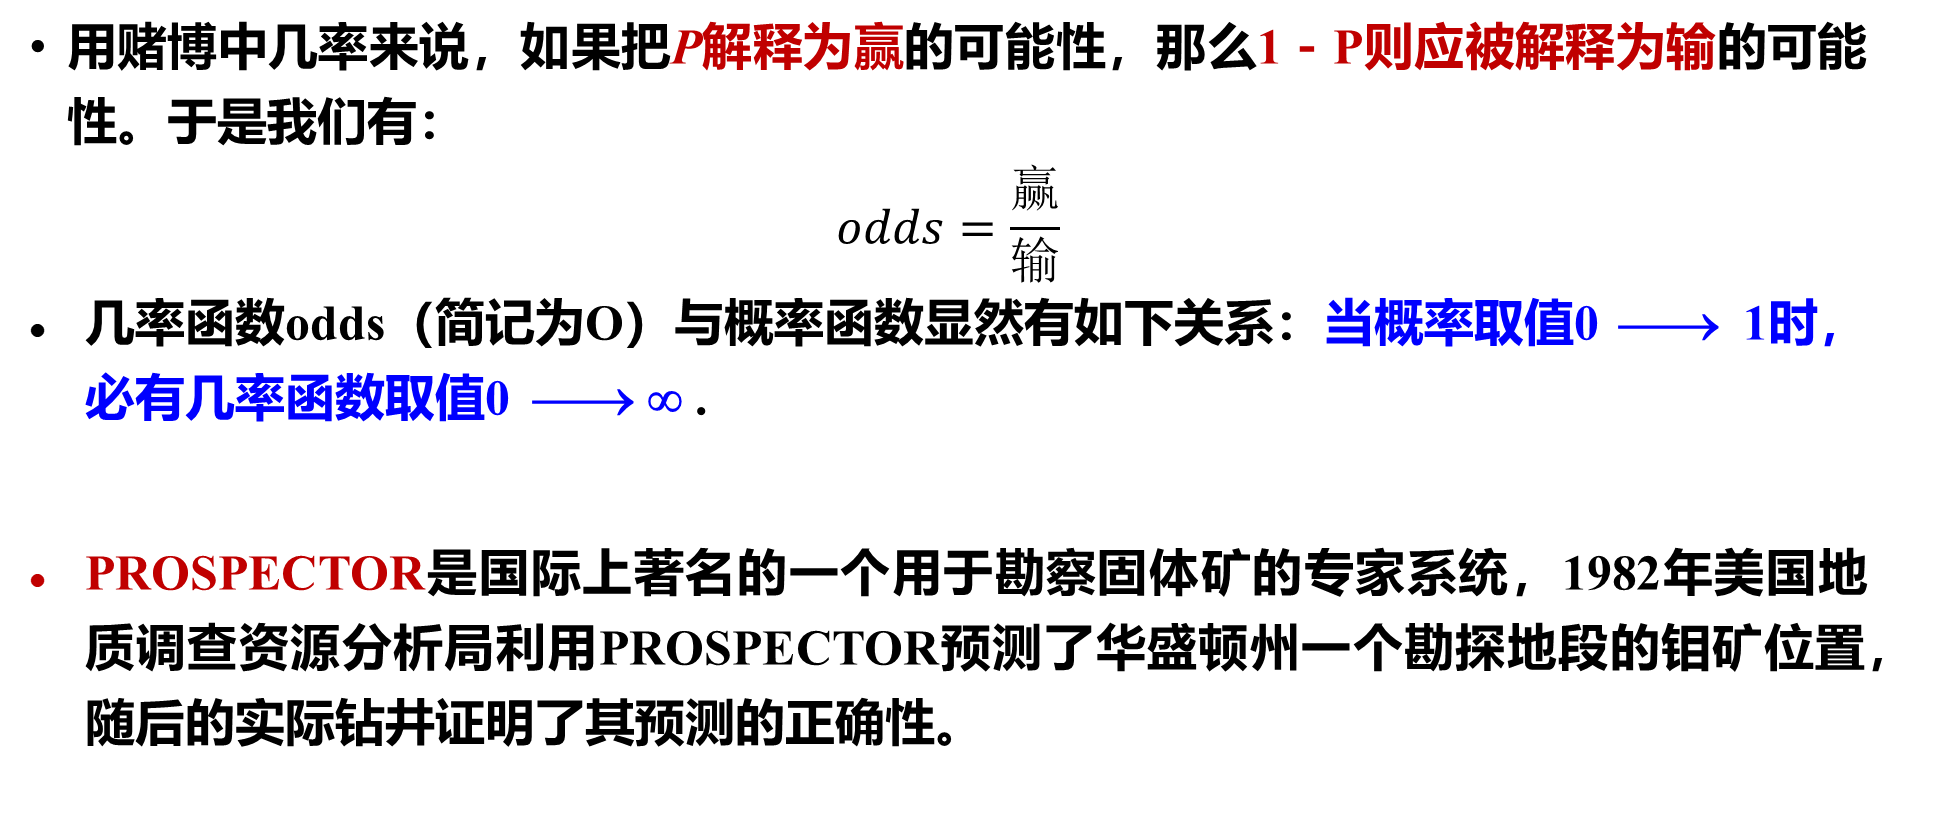 • 用赌博中几率来说，如果把P解释为赢的可能性，那么1 - P则应被解释为输的可能
性。于是我们有：
odds = 赢/输
• 几率函数odds（简记为O）与概率函数显然有如下关系：当概率取值0 ⟶ 1时，
必有几率函数取值0 ⟶ ∞ .
• PROSPECTOR是国际上著名的一个用于勘察固体矿的专家系统，1982年美国地
质调查资源分析局利用PROSPECTOR预测了华盛顿州一个勘探地段的钼矿位置，
随后的实际钻井证明了其预测的正确性。